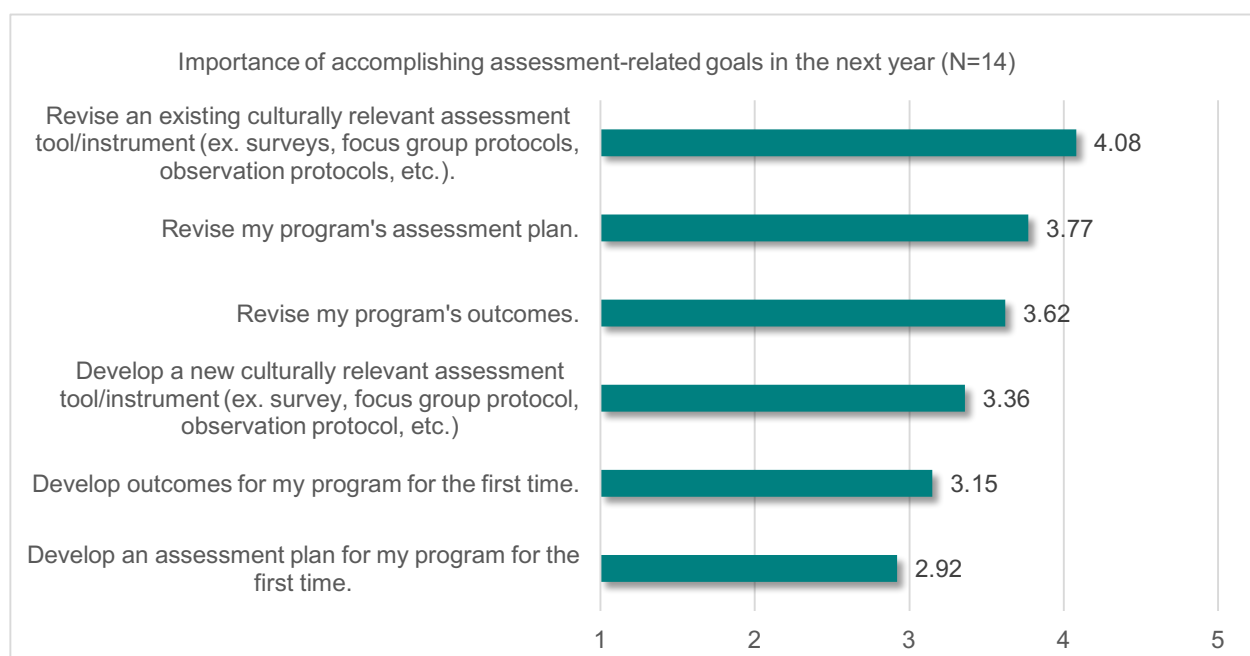 Importance of accomplishing assessment-related goals in the next year (N=14)
Revise an existing culturally relevant assessment
tool/instrument (ex. surveys, focus group protocols,
observation protocols, etc.).
4.08
Revise my program's assessment plan.
3.77
Revise my program's outcomes.
3.62
Develop a new culturally relevant assessment
tool/instrument (ex. survey, focus group protocol,
observation protocol, etc.)
3.36
Develop outcomes for my program for the first time.
3.15
Develop an assessment plan for my program for the
first time.
2.92
1 2 3 4 5